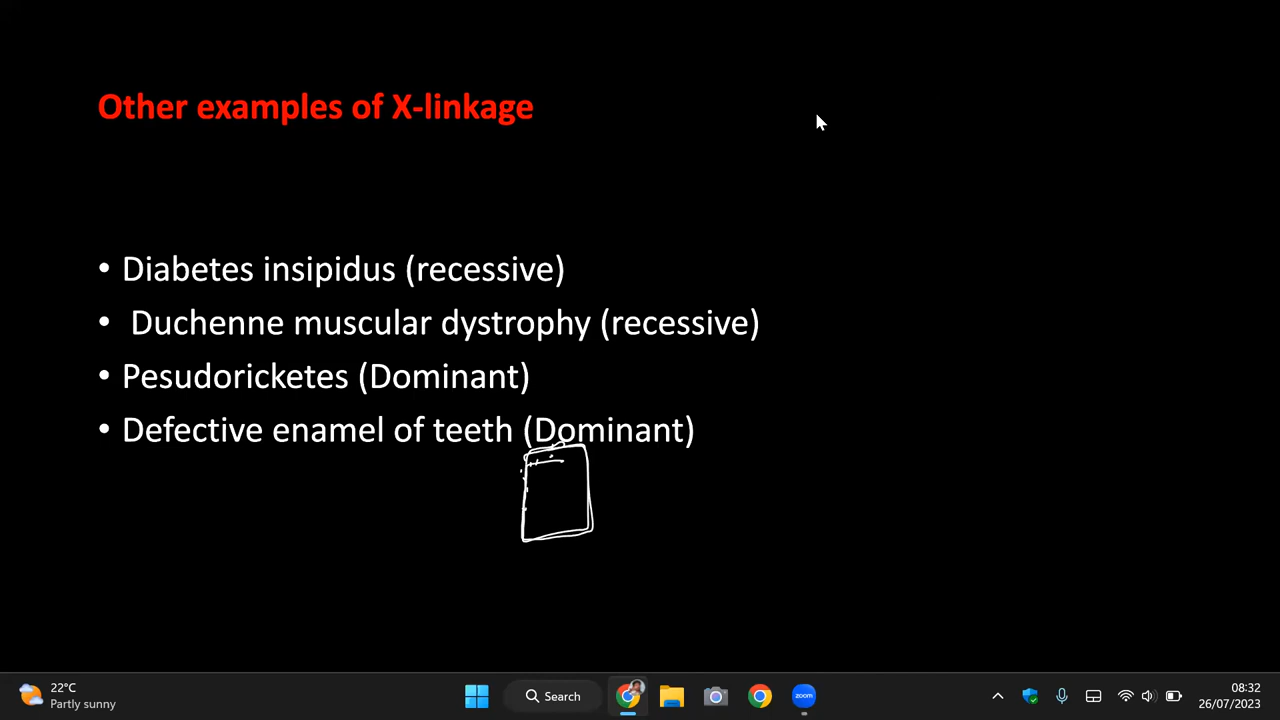 Other examples of X-linkage
• Diabetes insipidus (recessive)
• Duchenne muscular dystrophy (recessive)
• Pesudoricketes (Dominant)
• Defective enamel of teeth (Dominant)
22°C
Partly sunny
Search
zoom
08:32
26/07/2023